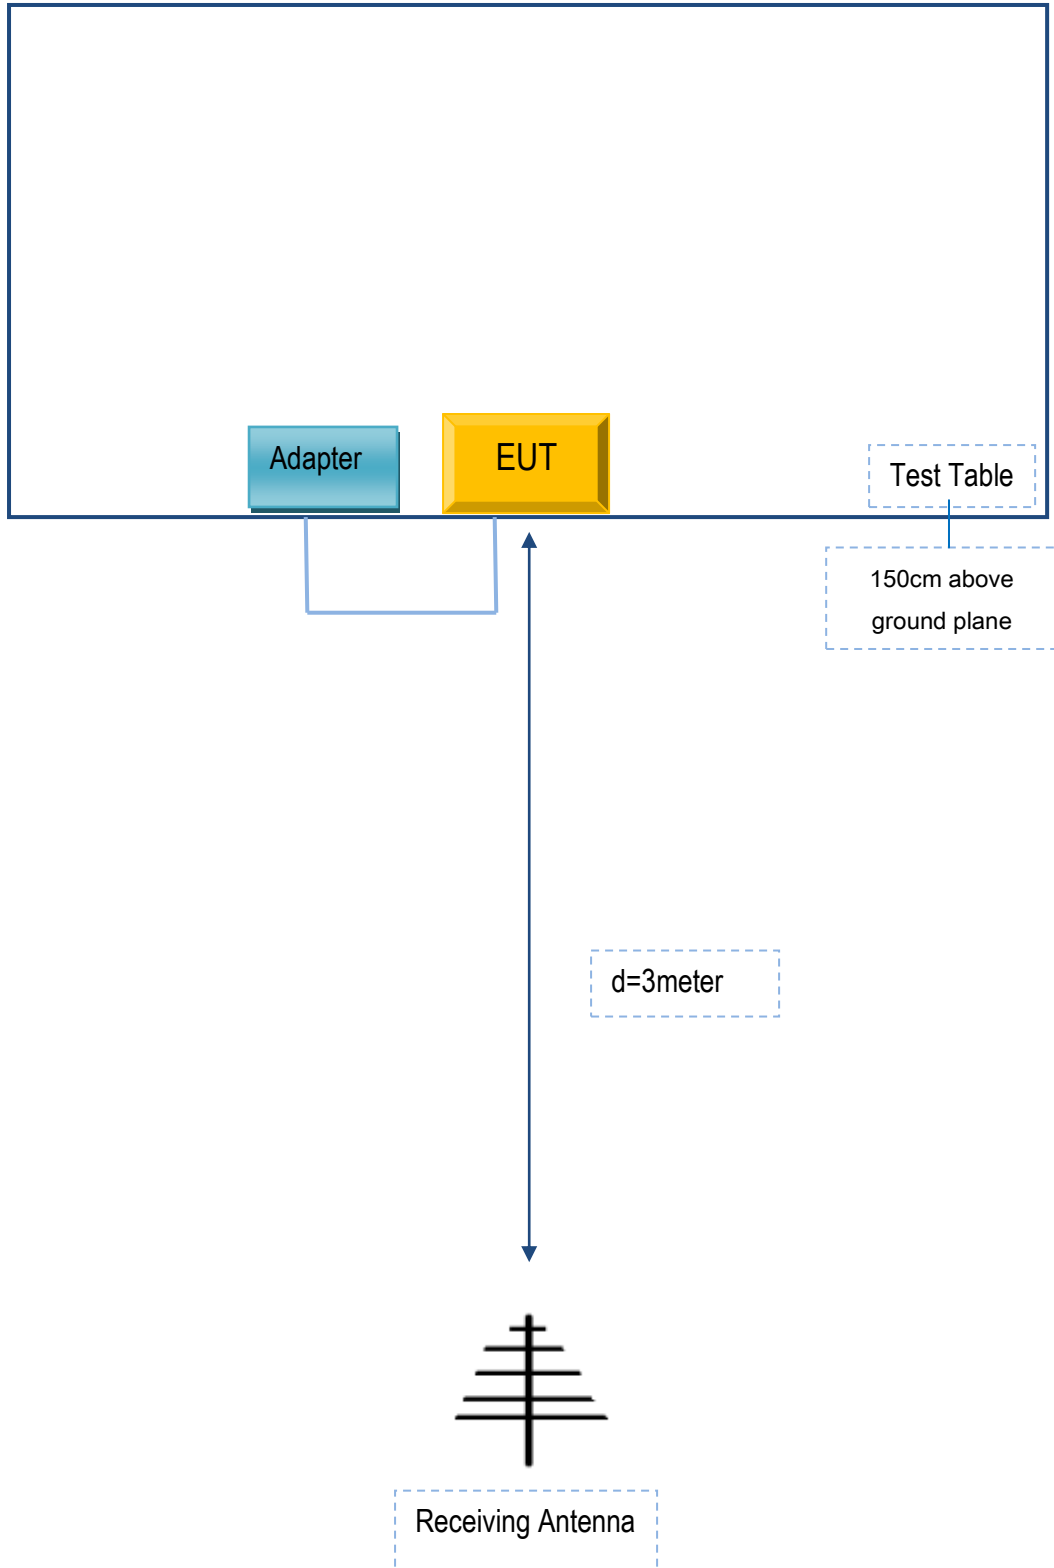 Adapter
EUT
Test Table
150cm above
ground plane
d=3meter
Receiving Antenna